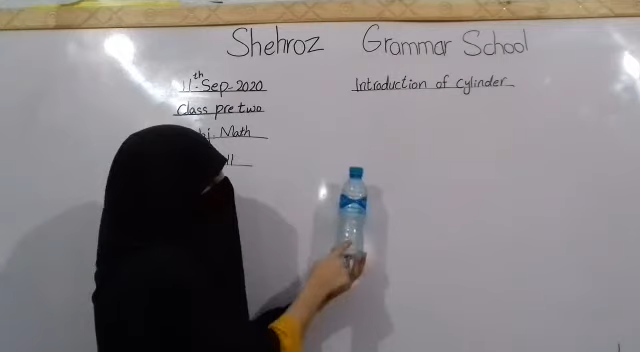 Shehroz Grammar School
11th-Sep-2020
Introduction of cylinder
Class pre two
Math